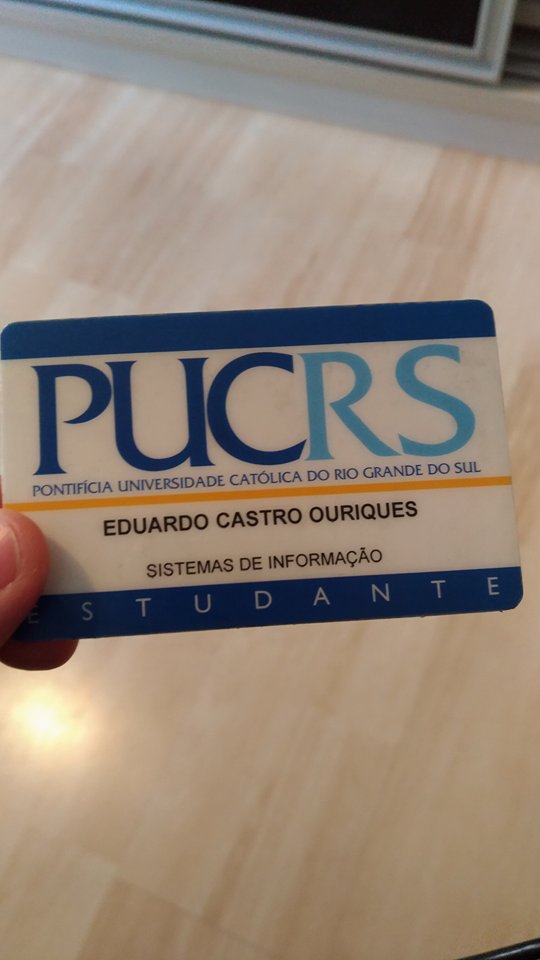 PUCRS
PONTIFÍCIA UNIVERSIDADE CATÓLICA DO RIO GRANDE DO SUL
EDUARDO CASTRO OURIQUES
SISTEMAS DE INFORMAÇÃO
ESTUDANTE